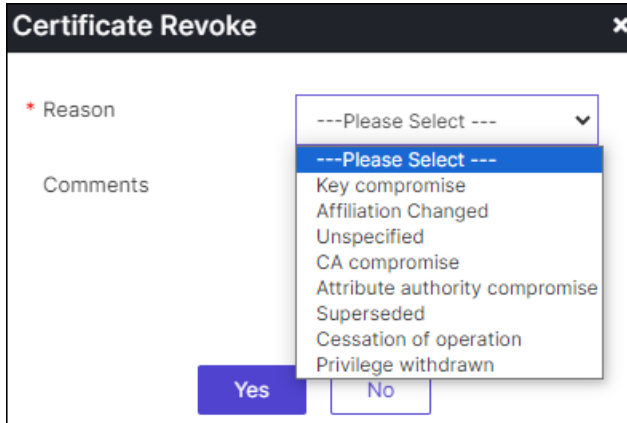 Certificate Revoke ×
* Reason
---Please Select ---
---Please Select ---
Comments
Key compromise
Affiliation Changed
Unspecified
CA compromise
Attribute authority compromise
Superseded
Cessation of operation
Privilege withdrawn
Yes
No